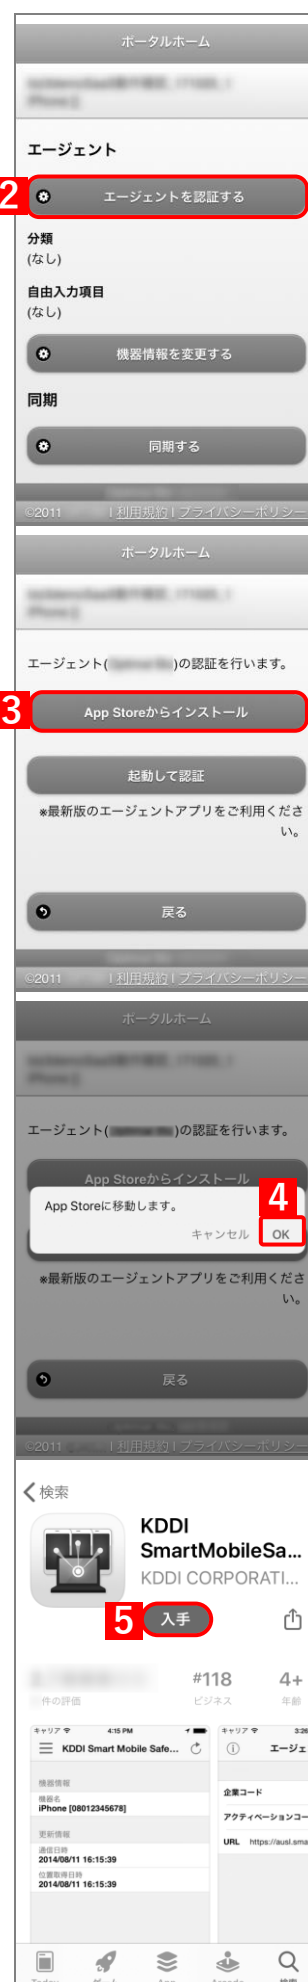 ポータルホーム
エージェント
2
エージェントを認証する
分類
(なし)
自由入力項目
(なし)
機器情報を変更する
同期
同期する
©2011 | 利用規約 | プライバシーポリシー
ポータルホーム
エージェント( )の認証を行います。
3
App Storeからインストール
起動して認証
※最新版のエージェントアプリをご利用くださ
い。
戻る
©2011 | 利用規約 | プライバシーポリシー
ポータルホーム
エージェント( )の認証を行います。
App Storeからインストール
4
App Storeに移動します。
キャンセル OK
※最新版のエージェントアプリをご利用くださ
い。
戻る
©2011 | 利用規約 | プライバシーポリシー
検索
KDDI
SmartMobileSa...
KDDI CORPORATI...
5
入手
#118 4+
件の評価 ビジネス 年齢
キャリア 4:15 PM
KDDI Smart Mobile Safe...
機器情報
機器名
iPhone [08012345678]
更新情報
通信日時
2014/08/11 16:15:39
位置取得日時
2014/08/11 16:15:39
キャリア 3:26
エージェ
企業コード
アクティベーションコー
URL https://ausl.sma
Today ゲーム App Arcade 検索